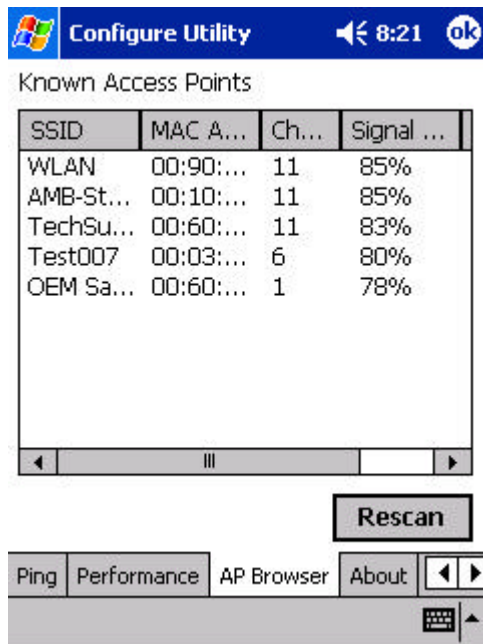 Configure Utility 8:21 ok
Known Access Points
SSID MAC A... Ch... Signal ...
WLAN 00:90:... 11 85%
AMB-St... 00:10:... 11 85%
TechSu... 00:60:... 11 83%
Test007 00:03:... 6 80%
OEM Sa... 00:60:... 1 78%
Rescan
Ping Performance AP Browser About